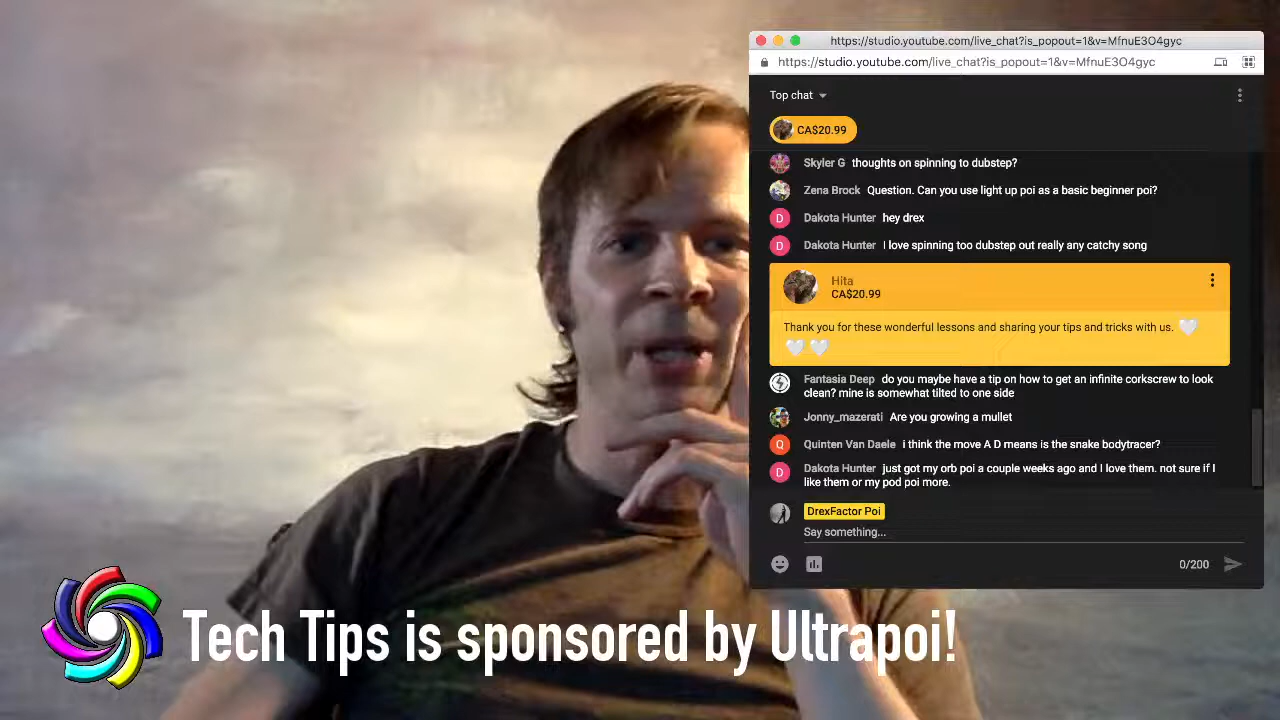 https://studio.youtube.com/live_chat?is_popout=1&v=MfnuE3O4gyc
https://studio.youtube.com/live_chat?is_popout=1&v=MfnuE3O4gyc
Top chat
CA$20.99
Skyler G thoughts on spinning to dubstep?
Zena Brock Question. Can you use light up poi as a basic beginner poi?
D Dakota Hunter hey drex
D Dakota Hunter I love spinning too dubstep out really any catchy song
Hita
CA$20.99
Thank you for these wonderful lessons and sharing your tips and tricks with us. 🤍
🤍 🤍
Fantasia Deep do you maybe have a tip on how to get an infinite corkscrew to look
clean? mine is somewhat tilted to one side
Jonny_mazerati Are you growing a mullet
Q Quinten Van Daele i think the move A D means is the snake bodytracer?
D Dakota Hunter just got my orb poi a couple weeks ago and I love them. not sure if I
like them or my pod poi more.
DrexFactor Poi
Say something...
0/200
Tech Tips is sponsored by Ultrapoi!